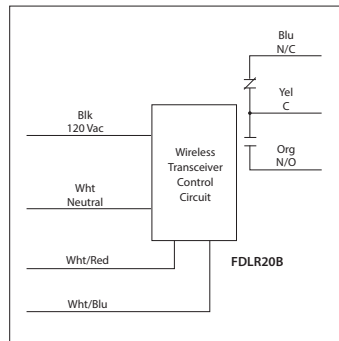 Blu
N/C
Yel
C
Org
N/O
Blk
120 Vac
Wht
Neutral
Wht/Red
Wht/Blu
Wireless
Transceiver
Control
Circuit
FDLR20B